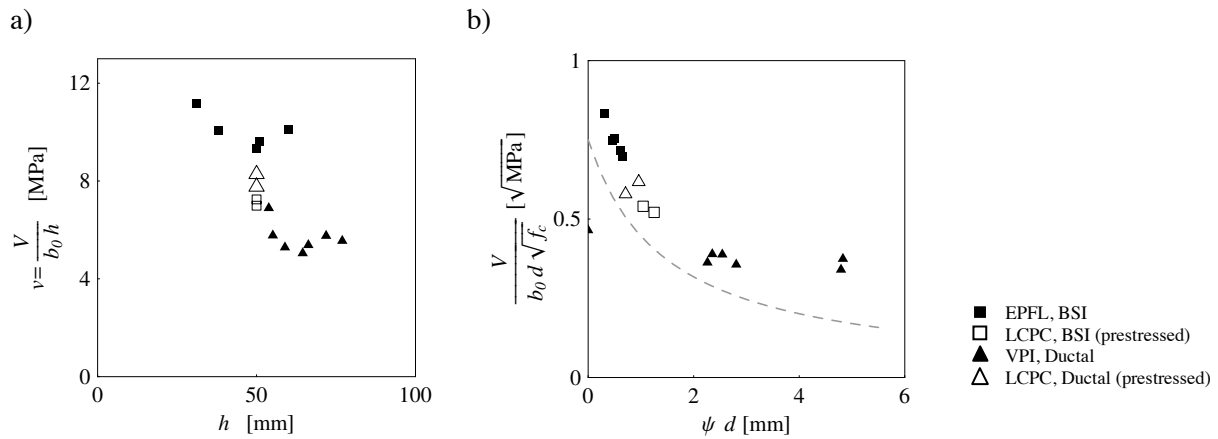 a)
12
8
4
0
0
50
100
v= V / b₀ h [MPa]
h [mm]
b)
1
0.5
0
0
2
4
6
V / b₀ d √f_c [√MPa]
ψ d [mm]
EPFL, BSI
LCPC, BSI (prestressed)
VPI, Ductal
LCPC, Ductal (prestressed)